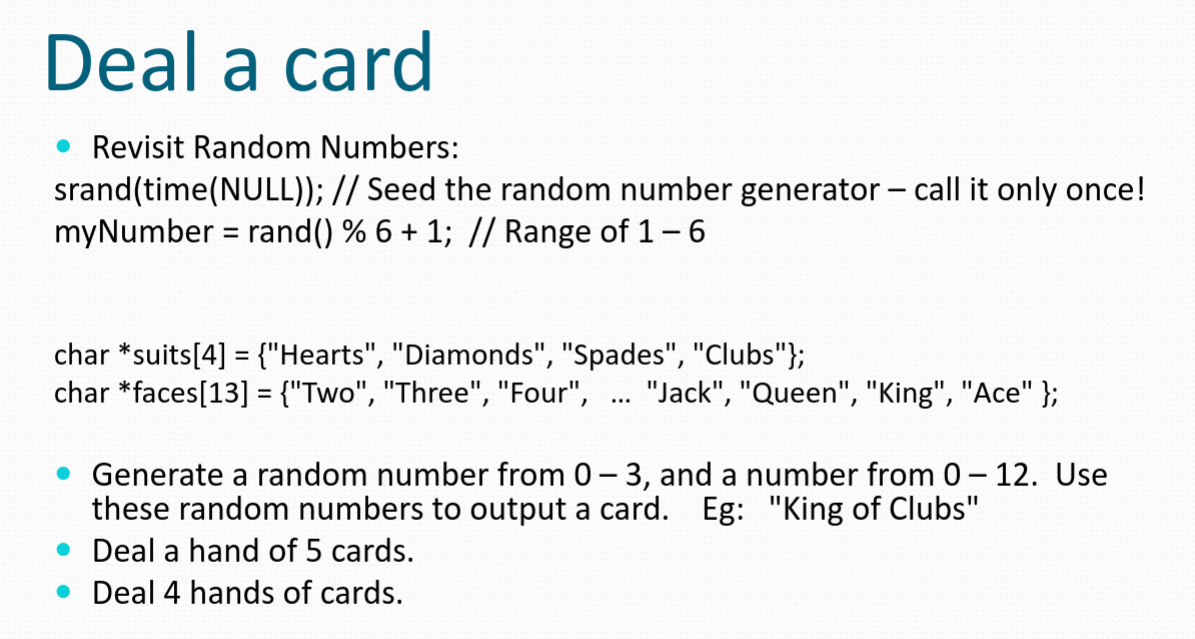 Deal a card
• Revisit Random Numbers:
srand(time(NULL)); // Seed the random number generator – call it only once!
myNumber = rand() % 6 + 1;  // Range of 1 – 6
char *suits[4] = {"Hearts", "Diamonds", "Spades", "Clubs"};
char *faces[13] = {"Two", "Three", "Four",   ...  "Jack", "Queen", "King", "Ace" };
• Generate a random number from 0 – 3, and a number from 0 – 12.  Use
these random numbers to output a card.    Eg:   "King of Clubs"
• Deal a hand of 5 cards.
• Deal 4 hands of cards.